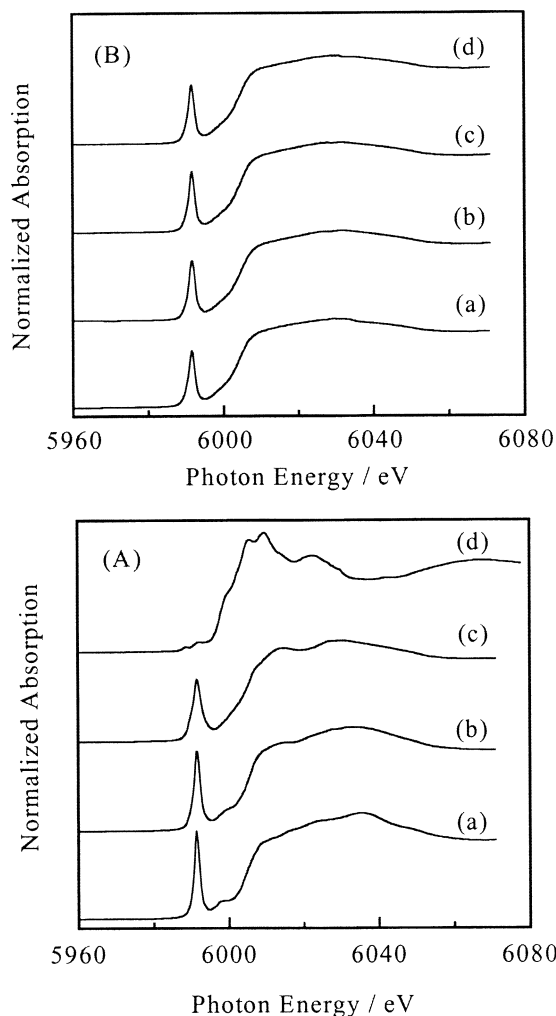 (B)
(d)
(c)
(b)
(a)
Normalized Absorption
5960 6000 6040 6080
Photon Energy / eV
(A)
(d)
(c)
(b)
(a)
Normalized Absorption
5960 6000 6040 6080
Photon Energy / eV